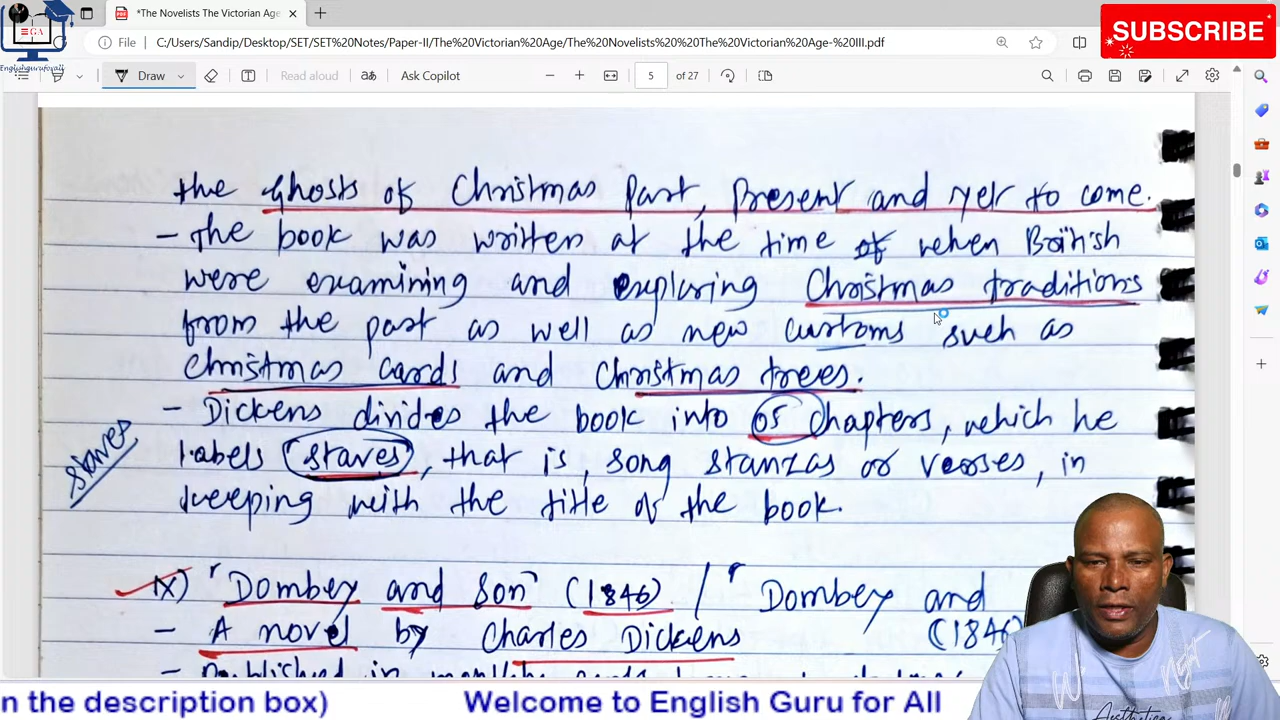 *The Novelists The Victorian Age
SUBSCRIBE
EGA
Englishguruforall
File
C:/Users/Sandip/Desktop/SET/SET%20Notes/Paper-II/The%20Victorian%20Age/The%20Novelists%20%20The%20Victorian%20Age-%20III.pdf
Draw
Read aloud
Ask Copilot
5
of 27
the Ghosts of Christmas Past, Present and Yet to come.
- The book was written at the time of when British
were examining and exploring Christmas traditions
from the past as well as new customs such as
Christmas cards and Christmas trees.
- Dickens divides the book into 05 chapters, which he
staves
labels (staves), that is, song stanzas or verses, in
keeping with the title of the book.
IX) "Dombey and Son" (1846) / " Dombey and
(1846)
- A novel by Charles Dickens
- Published in monthly parts
n the description box)
Welcome to English Guru for All